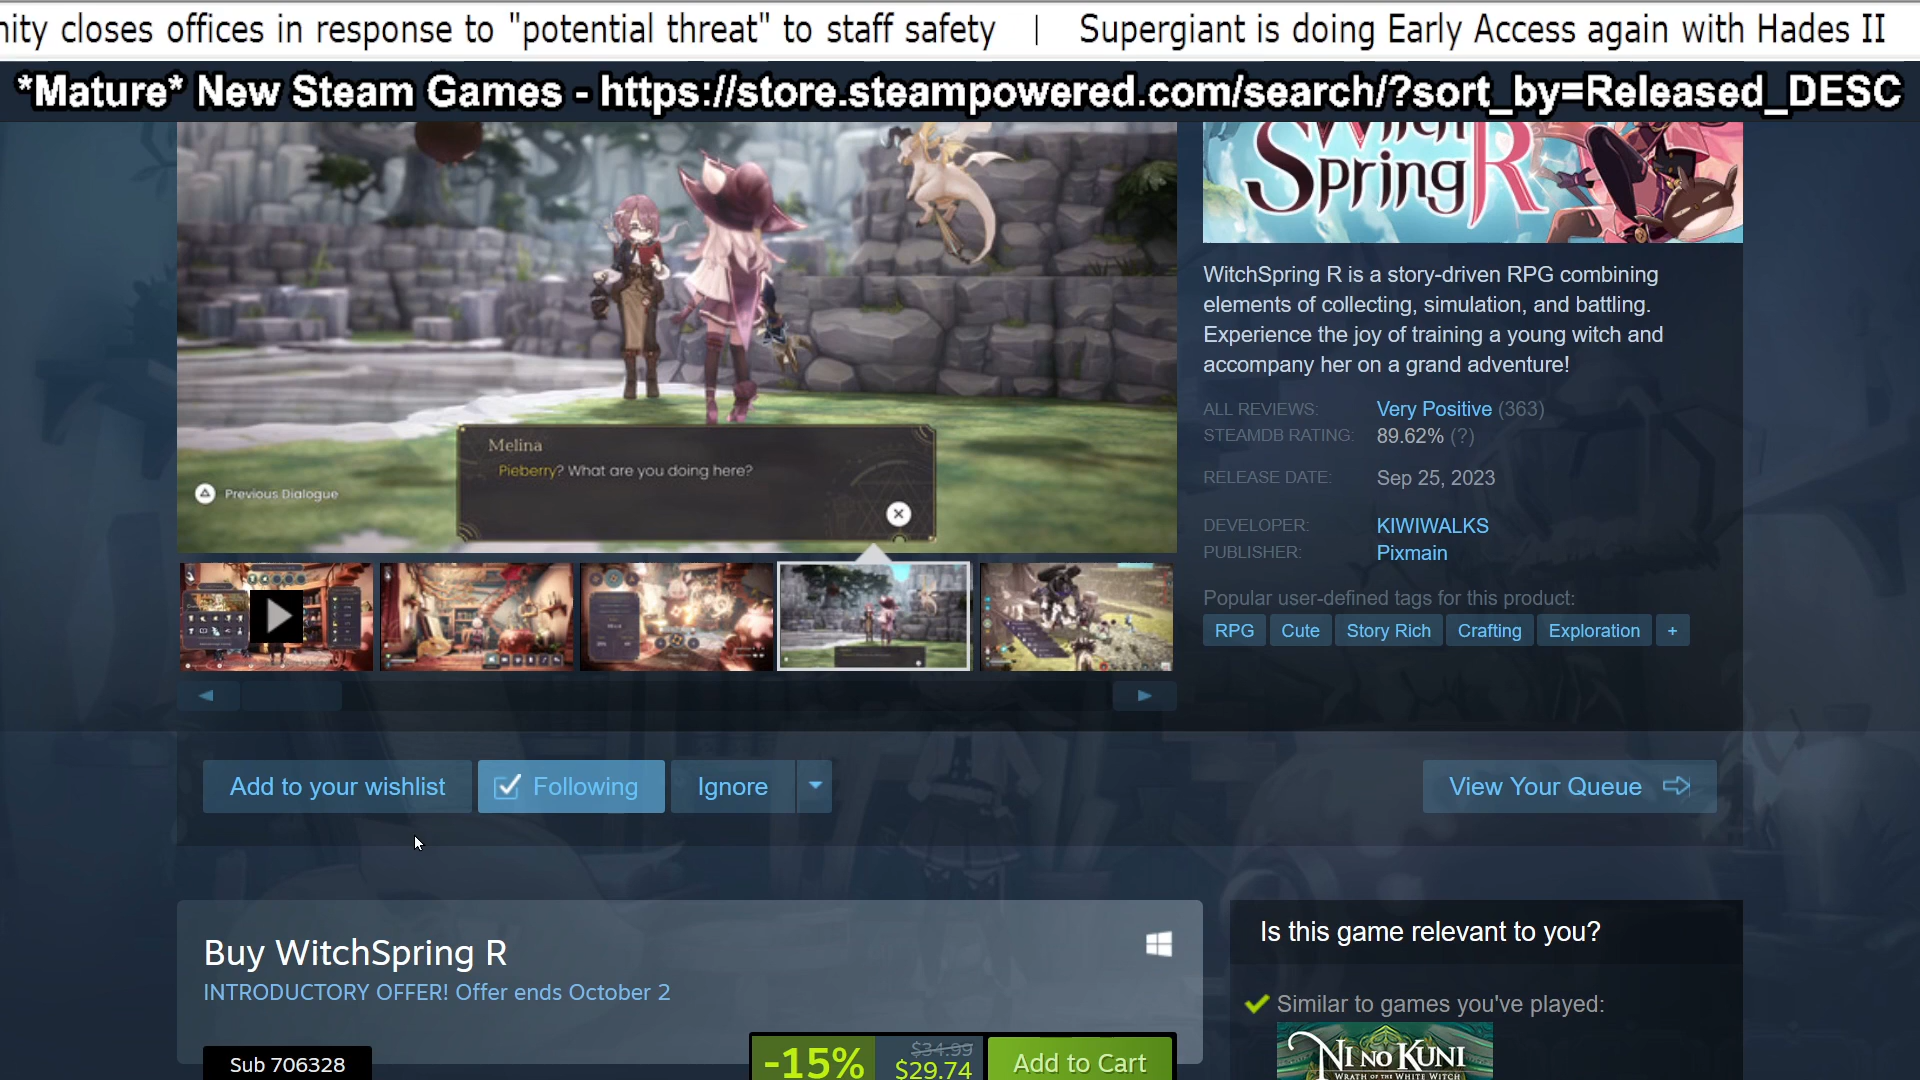 nity closes offices in response to "potential threat" to staff safety | Supergiant is doing Early Access again with Hades II
*Mature* New Steam Games - https://store.steampowered.com/search/?sort_by=Released_DESC
Witch
Spring R
WitchSpring R is a story-driven RPG combining
elements of collecting, simulation, and battling.
Experience the joy of training a young witch and
accompany her on a grand adventure!
ALL REVIEWS: Very Positive (363)
STEAMDB RATING: 89.62% (?)
RELEASE DATE: Sep 25, 2023
DEVELOPER: KIWIWALKS
PUBLISHER: Pixmain
Popular user-defined tags for this product:
RPG Cute Story Rich Crafting Exploration +
Melina
Pieberry? What are you doing here?
Previous Dialogue
Add to your wishlist Following Ignore View Your Queue
Buy WitchSpring R
INTRODUCTORY OFFER! Offer ends October 2
Sub 706328
-15% $34.99 $29.74 Add to Cart
Is this game relevant to you?
Similar to games you've played:
NI NO KUNI
WRATH OF THE WHITE WITCH